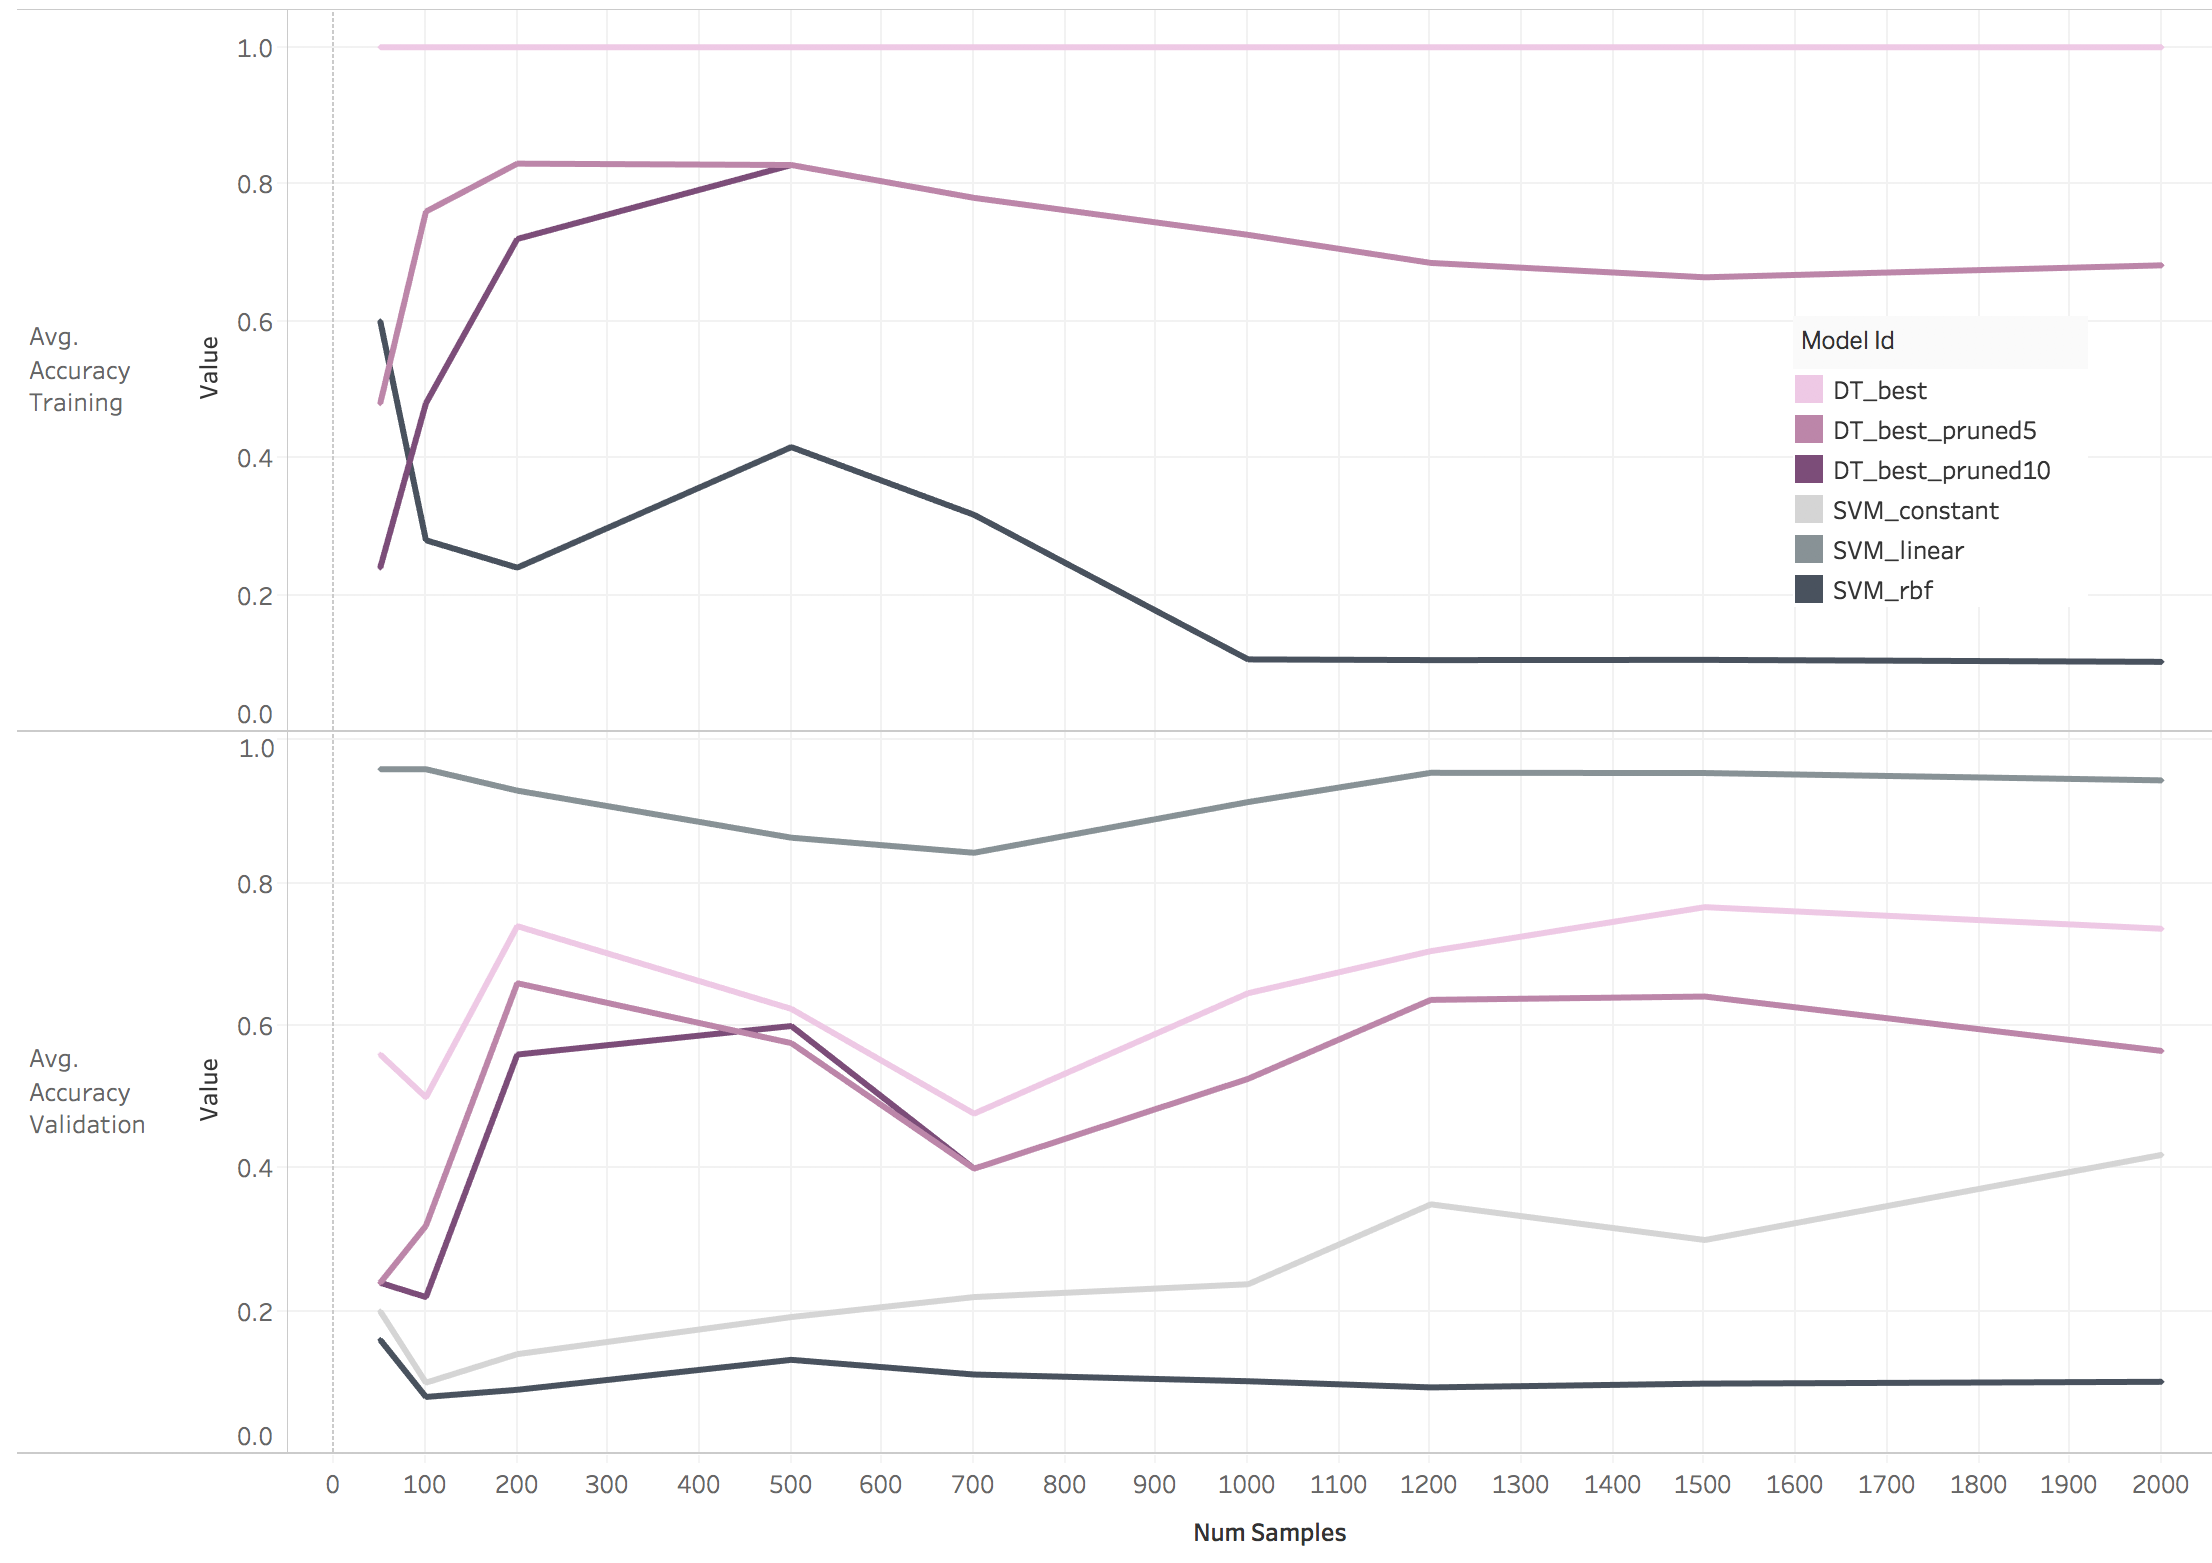 Avg.
Accuracy
Training
Value
1.0
0.8
0.6
0.4
0.2
0.0
Model Id
DT_best
DT_best_pruned5
DT_best_pruned10
SVM_constant
SVM_linear
SVM_rbf
Avg.
Accuracy
Validation
Value
1.0
0.8
0.6
0.4
0.2
0.0
0 100 200 300 400 500 600 700 800 900 1000 1100 1200 1300 1400 1500 1600 1700 1800 1900 2000
Num Samples